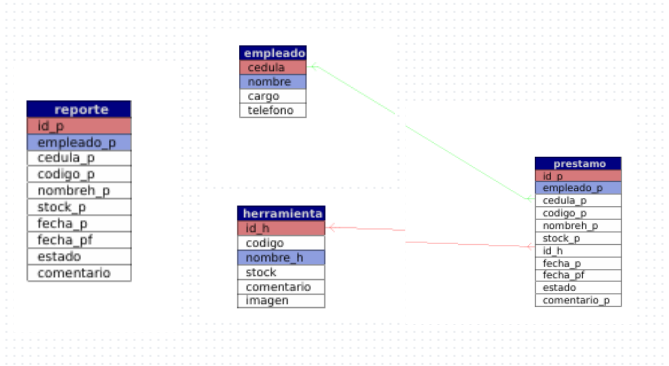 reporte
id_p
empleado_p
cedula_p
codigo_p
nombreh_p
stock_p
fecha_p
fecha_pf
estado
comentario
empleado
cedula
nombre
cargo
telefono
herramienta
id_h
codigo
nombre_h
stock
comentario
imagen
prestamo
id_p
empleado_p
cedula_p
codigo_p
nombreh_p
stock_p
id_h
fecha_p
fecha_pf
estado
comentario_p